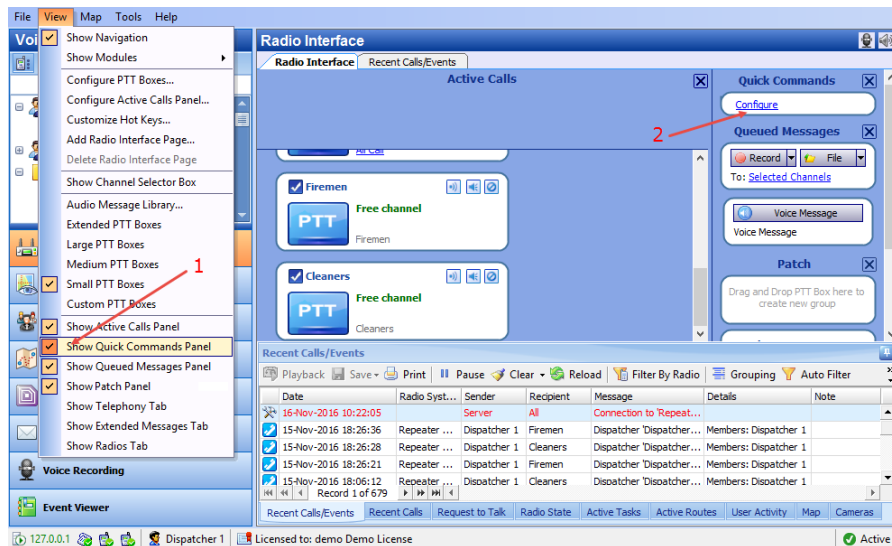 File View Map Tools Help
Voi
Show Navigation
Show Modules
Configure PTT Boxes...
Configure Active Calls Panel...
Customize Hot Keys...
Add Radio Interface Page...
Delete Radio Interface Page
Show Channel Selector Box
Audio Message Library...
Extended PTT Boxes
Large PTT Boxes
Medium PTT Boxes
Small PTT Boxes
Custom PTT Boxes
Show Active Calls Panel
Show Quick Commands Panel
Show Queued Messages Panel
Show Patch Panel
Show Telephony Tab
Show Extended Messages Tab
Show Radios Tab
1
Voice Recording
Event Viewer
Radio Interface
Radio Interface Recent Calls/Events
Active Calls
All Call
Firemen
PTT
Free channel
Firemen
Cleaners
PTT
Free channel
Cleaners
2
Quick Commands
Configure
Queued Messages
Record File
To: Selected Channels
Voice Message
Voice Message
Patch
Drag and Drop PTT Box here to
create new group
Recent Calls/Events
Playback Save Print Pause Clear Reload Filter By Radio Grouping Auto Filter
Date Radio Syst... Sender Recipient Message Details Note
16-Nov-2016 10:22:05 Server All Connection to 'Repeat...
15-Nov-2016 18:26:36 Repeater ... Dispatcher 1 Firemen Dispatcher 'Dispatcher... Members: Dispatcher 1
15-Nov-2016 18:26:28 Repeater ... Dispatcher 1 Cleaners Dispatcher 'Dispatcher... Members: Dispatcher 1
15-Nov-2016 18:26:21 Repeater ... Dispatcher 1 Firemen Dispatcher 'Dispatcher... Members: Dispatcher 1
15-Nov-2016 18:06:12 Repeater ... Dispatcher 1 Cleaners Dispatcher 'Dispatcher... Members: Dispatcher 1
Record 1 of 679
Recent Calls/Events Recent Calls Request to Talk Radio State Active Tasks Active Routes User Activity Map Cameras
127.0.0.1 Dispatcher 1 Licensed to: demo Demo License Active